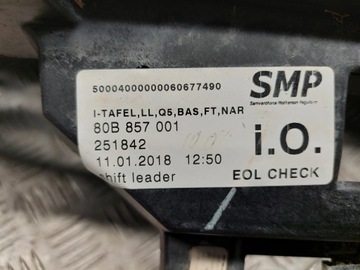 50004000000060677490
SMP
Samvardhana Motherson Peguform
I-TAFEL,LL,Q5,BAS,FT,NAR
80B 857 001
251842
i.O.
11.01.2018 12:50
Shift leader
EOL CHECK